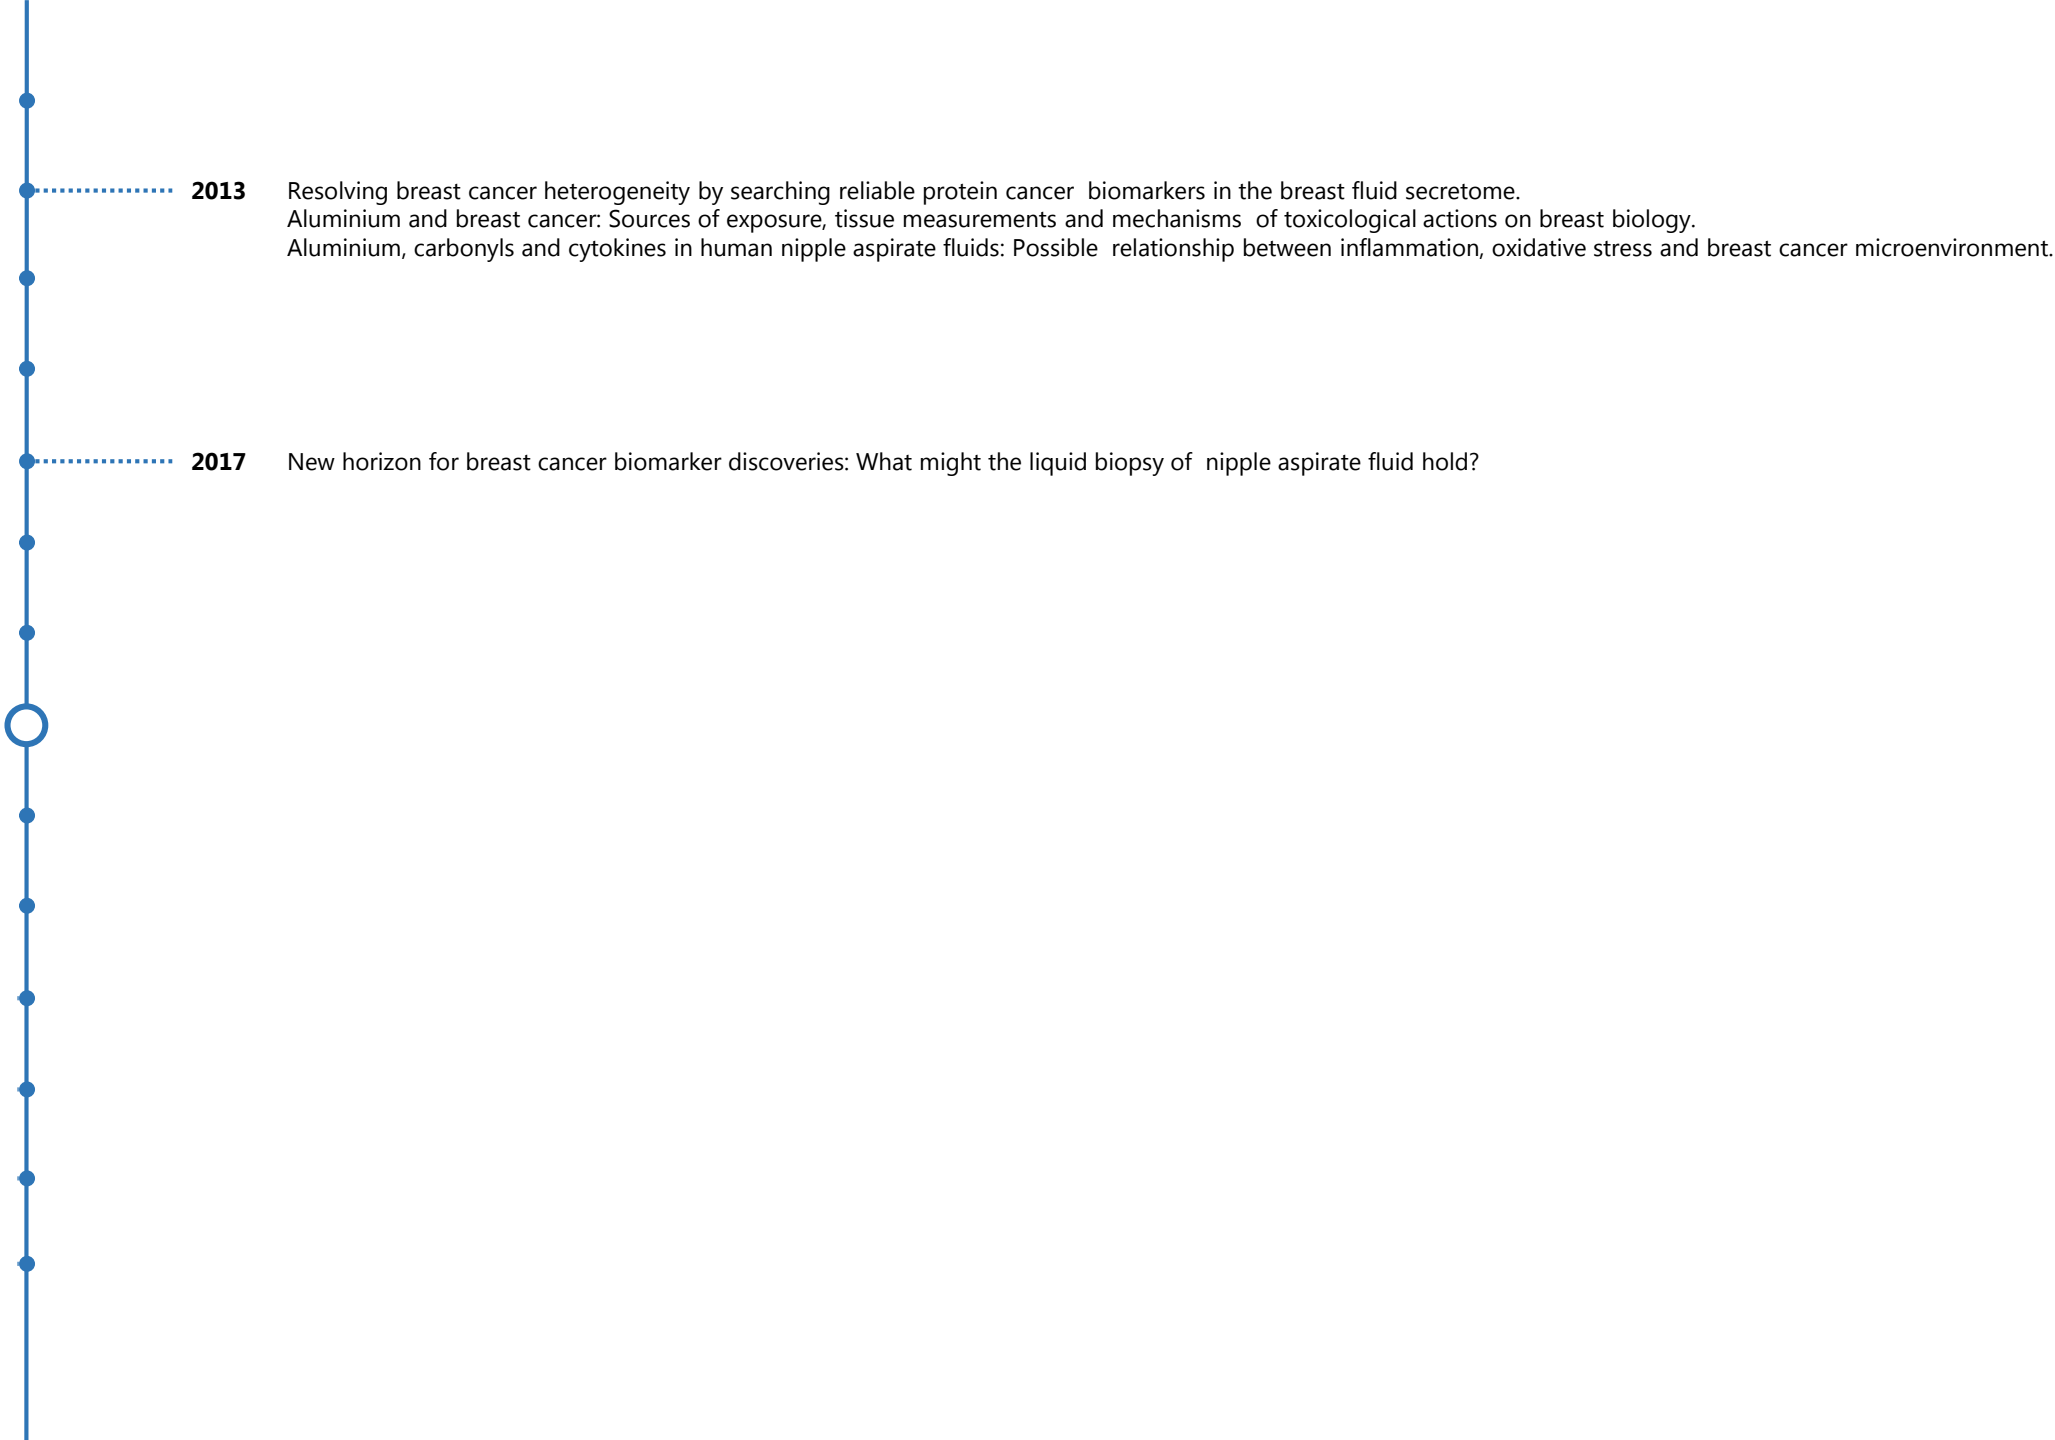 2013 Resolving breast cancer heterogeneity by searching reliable protein cancer biomarkers in the breast fluid secretome.
Aluminium and breast cancer: Sources of exposure, tissue measurements and mechanisms of toxicological actions on breast biology.
Aluminium, carbonyls and cytokines in human nipple aspirate fluids: Possible relationship between inflammation, oxidative stress and breast cancer microenvironment.
2017 New horizon for breast cancer biomarker discoveries: What might the liquid biopsy of nipple aspirate fluid hold?